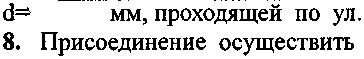 d= мм, проходящей по ул.
8. Присоединение осуществить